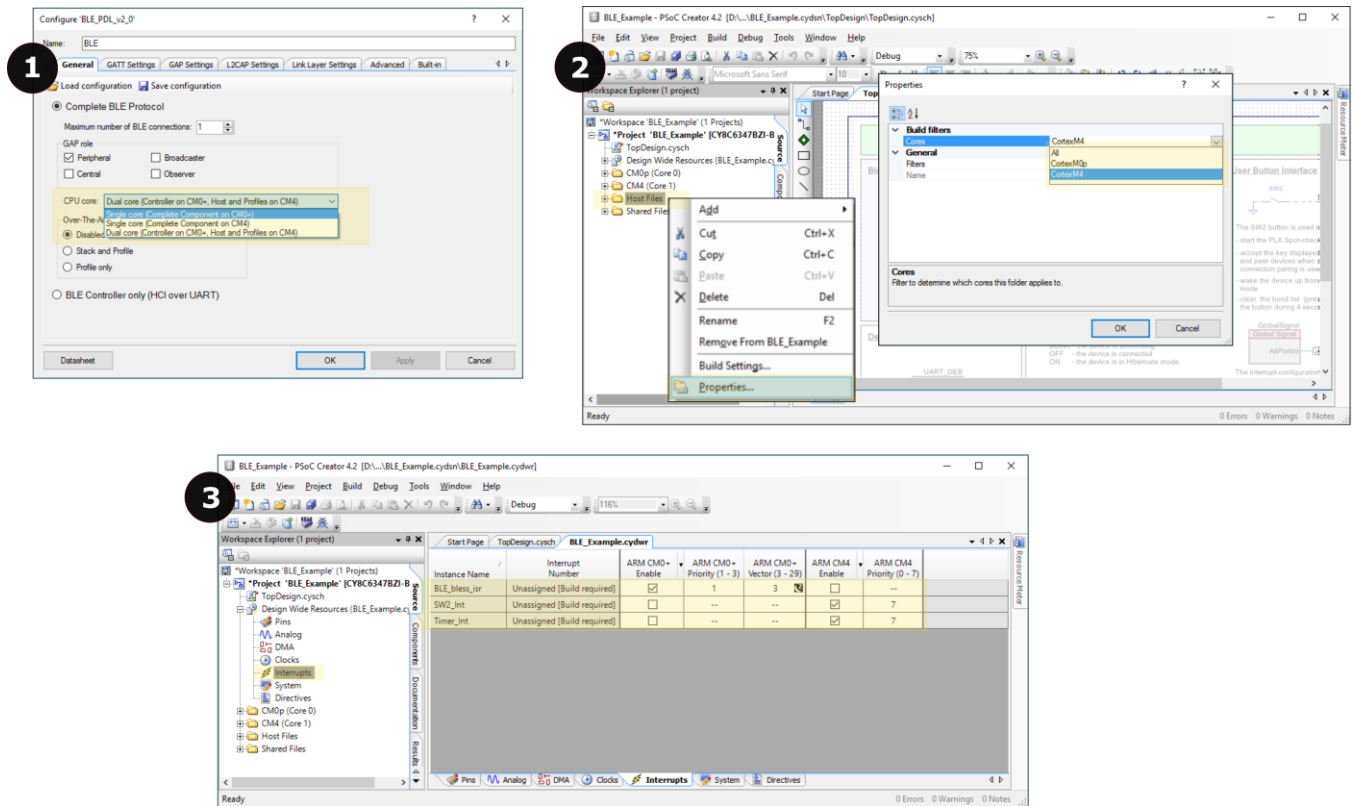 Configure 'BLE_PDL_v2_0' ? ×
1
Name: BLE
General GATT Settings GAP Settings L2CAP Settings Link Layer Settings Advanced Built-in
Load configuration Save configuration
Complete BLE Protocol
Maximum number of BLE connections: 1
GAP role
Peripheral Broadcaster
Central Observer
CPU core: Dual core (Controller on CM0+, Host and Profiles on CM4)
Single core (Complete Component on CM0+)
Single core (Complete Component on CM4)
Dual core (Controller on CM0+, Host and Profiles on CM4)
Over-The-Ai
Disabled
Stack and Profile
Profile only
BLE Controller only (HCI over UART)
Datasheet OK Apply Cancel
2
BLE_Example - PSoC Creator 4.2 [D:\...\BLE_Example.cydsn\TopDesign\TopDesign.cysch]
File Edit View Project Build Debug Tools Window Help
Debug 75%
Microsoft Sans Serif 10
Workspace Explorer (1 project)
Start Page Top
*Workspace 'BLE_Example' (1 Projects)
*Project 'BLE_Example' [CY8C6347BZI-B
TopDesign.cysch
Design Wide Resources (BLE_Example.cy
CM0p (Core 0)
CM4 (Core 1)
Host Files
Shared Files
Source
Comp
Add
Cut Ctrl+X
Copy Ctrl+C
Paste Ctrl+V
Delete Del
Rename F2
Remove From BLE_Example
Build Settings...
Properties...
Properties ? ×
Build filters
Cores CortexM4
All
CortexM0p
CortexM4
General
Filters
Name
Cores
Filter to determine which cores this folder applies to.
OK Cancel
Resource Meter
User Button Interface
SW2
The SW2 button is used
- start the PLX Spot-check
- accept the key displayed
and peer devices when
connection paring is use
- wake the device up from
mode
- clear the bond list (pres
the button during 4 seco
GlobalSignal
Global Signal
AllPortInt
The interrupt configuration
OFF - the device is connected
ON - the device is in Hibernate mode.
UART_DEB
Ready 0 Errors 0 Warnings 0 Notes
3
BLE_Example - PSoC Creator 4.2 [D:\...\BLE_Example.cydsn\BLE_Example.cydwr]
Edit View Project Build Debug Tools Window Help
Debug 116%
Workspace Explorer (1 project)
Start Page TopDesign.cysch BLE_Example.cydwr
*Workspace 'BLE_Example' (1 Projects)
*Project 'BLE_Example' [CY8C6347BZI-B
TopDesign.cysch
Design Wide Resources (BLE_Example.c
Pins
Analog
DMA
Clocks
Interrupts
System
Directives
CM0p (Core 0)
CM4 (Core 1)
Host Files
Shared Files
Source
Components
Documentation
Results
Instance Name Interrupt Number ARM CM0+ Enable ARM CM0+ Priority (1 - 3) ARM CM0+ Vector (3 - 29) ARM CM4 Enable ARM CM4 Priority (0 - 7)
BLE_bless_isr Unassigned [Build required] 1 3 --
SW2_Int Unassigned [Build required] -- -- 7
Timer_Int Unassigned [Build required] -- -- 7
Resource Meter
Pins Analog DMA Clocks Interrupts System Directives
Ready 0 Errors 0 Warnings 0 Notes